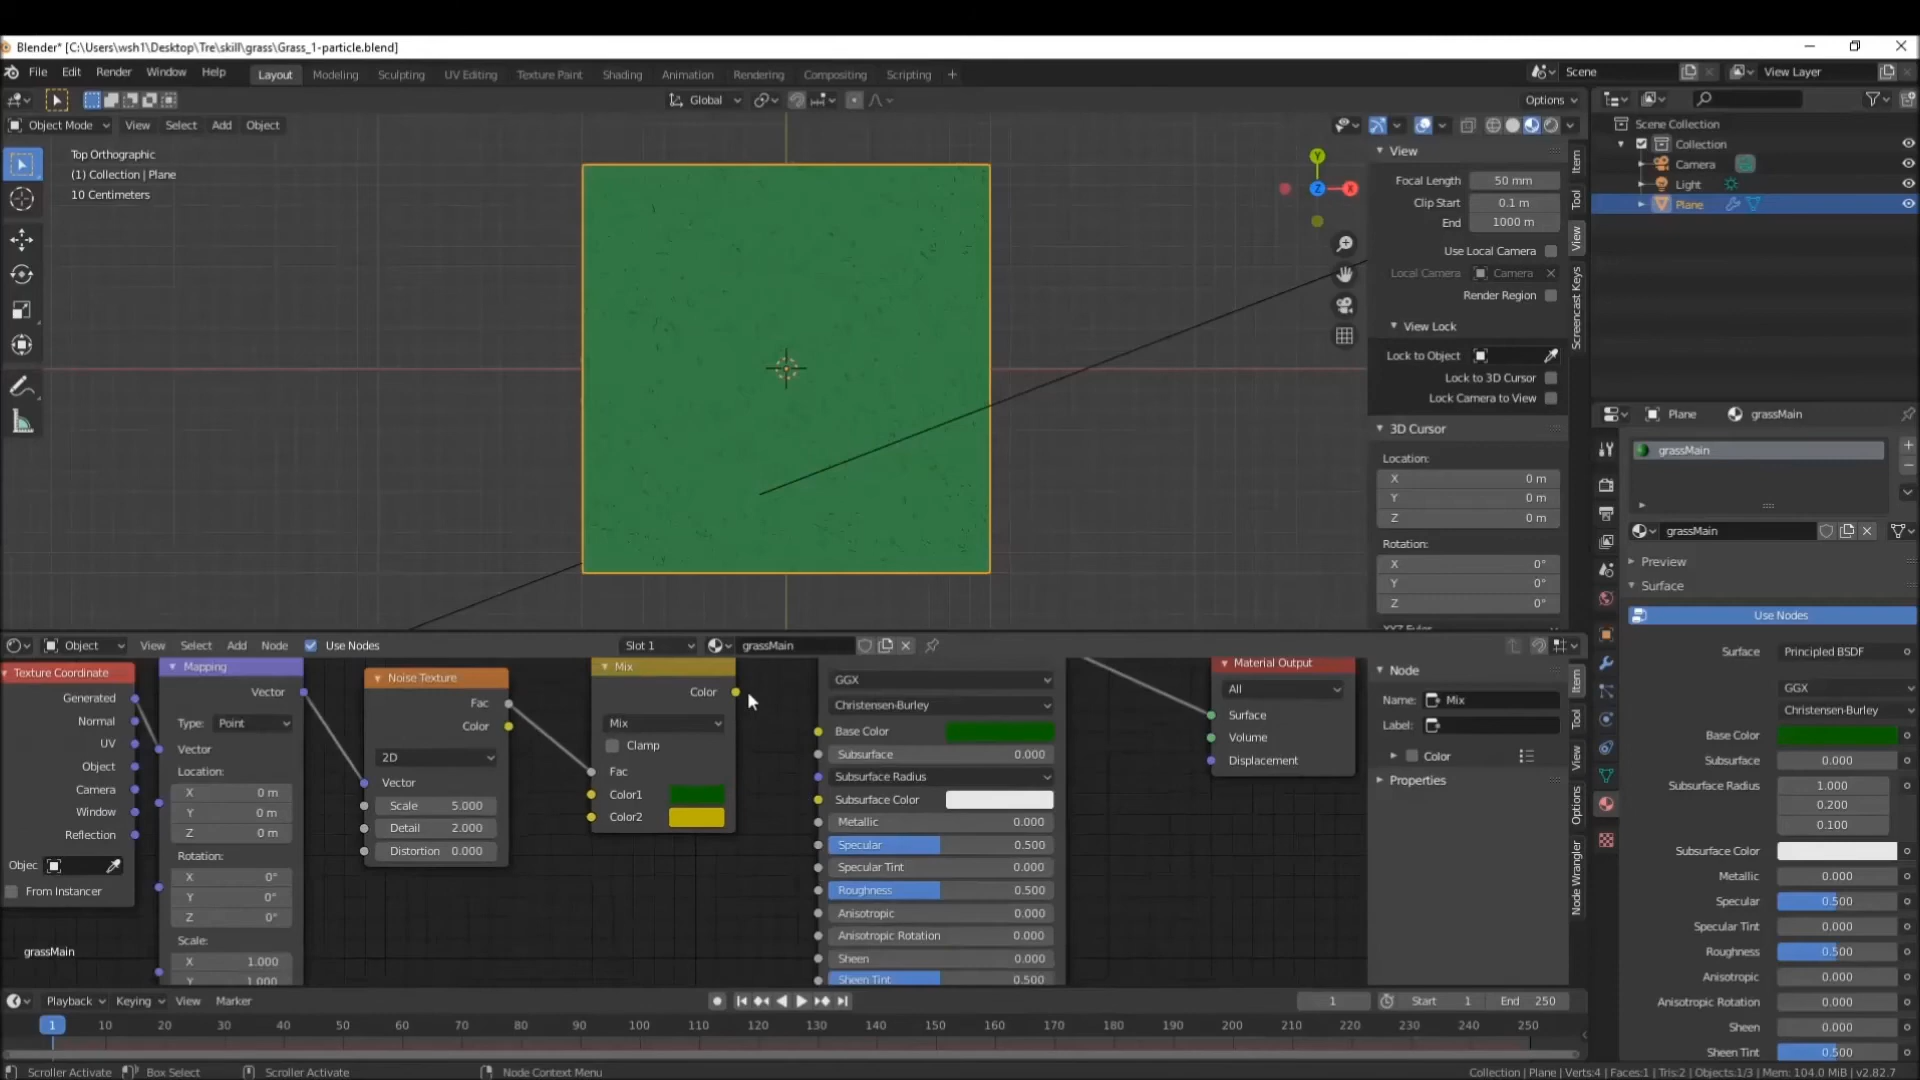 Blender* [C:\Users\wsh1\Desktop\Tre\skill\grass\Grass_1-particle.blend]
File Edit Render Window Help Layout Modeling Sculpting UV Editing Texture Paint Shading Animation Rendering Compositing Scripting + Scene View Layer
Global Options
Object Mode View Select Add Object
Top Orthographic
(1) Collection | Plane
10 Centimeters
Y
Z
X
View
Focal Length 50 mm
Clip Start 0.1 m
End 1000 m
Use Local Camera
Local Camera Camera
Render Region
View Lock
Lock to Object
Lock to 3D Cursor
Lock Camera to View
3D Cursor
Location:
X 0 m
Y 0 m
Z 0 m
Rotation:
X 0°
Y 0°
Z 0°
XYZ Euler
Item
Tool
View
Screencast Keys
Scene Collection
Collection
Camera
Light
Plane
Plane grassMain
grassMain
grassMain
Preview
Surface
Use Nodes
Surface Principled BSDF
GGX
Christensen-Burley
Base Color
Subsurface 0.000
Subsurface Radius 1.000
0.200
0.100
Subsurface Color
Metallic 0.000
Specular 0.500
Specular Tint 0.000
Roughness 0.500
Anisotropic 0.000
Anisotropic Rotation 0.000
Sheen 0.000
Sheen Tint 0.500
Object View Select Add Node Use Nodes Slot 1 grassMain
Texture Coordinate
Generated
Normal
UV
Object
Camera
Window
Reflection
Objec
From Instancer
grassMain
Mapping
Vector
Type: Point
Vector
Location:
X 0 m
Y 0 m
Z 0 m
Rotation:
X 0°
Y 0°
Z 0°
Scale:
X 1.000
Y 1.000
Noise Texture
Fac
Color
2D
Vector
Scale 5.000
Detail 2.000
Distortion 0.000
Mix
Color
Mix
Clamp
Fac
Color1
Color2
GGX
Christensen-Burley
Base Color
Subsurface 0.000
Subsurface Radius
Subsurface Color
Metallic 0.000
Specular 0.500
Specular Tint 0.000
Roughness 0.500
Anisotropic 0.000
Anisotropic Rotation 0.000
Sheen 0.000
Sheen Tint 0.500
Material Output
All
Surface
Volume
Displacement
Node
Name: Mix
Label:
Color
Properties
Item
Tool
View
Options
Node Wrangler
Playback Keying View Marker 1 Start 1 End 250
1 10 20 30 40 50 60 70 80 90 100 110 120 130 140 150 160 170 180 190 200 210 220 230 240 250
Scroller Activate Box Select Scroller Activate Node Context Menu Collection | Plane | Verts:4 | Faces:1 | Tris:2 | Objects:1/3 | Mem: 104.0 MiB | v2.82.7